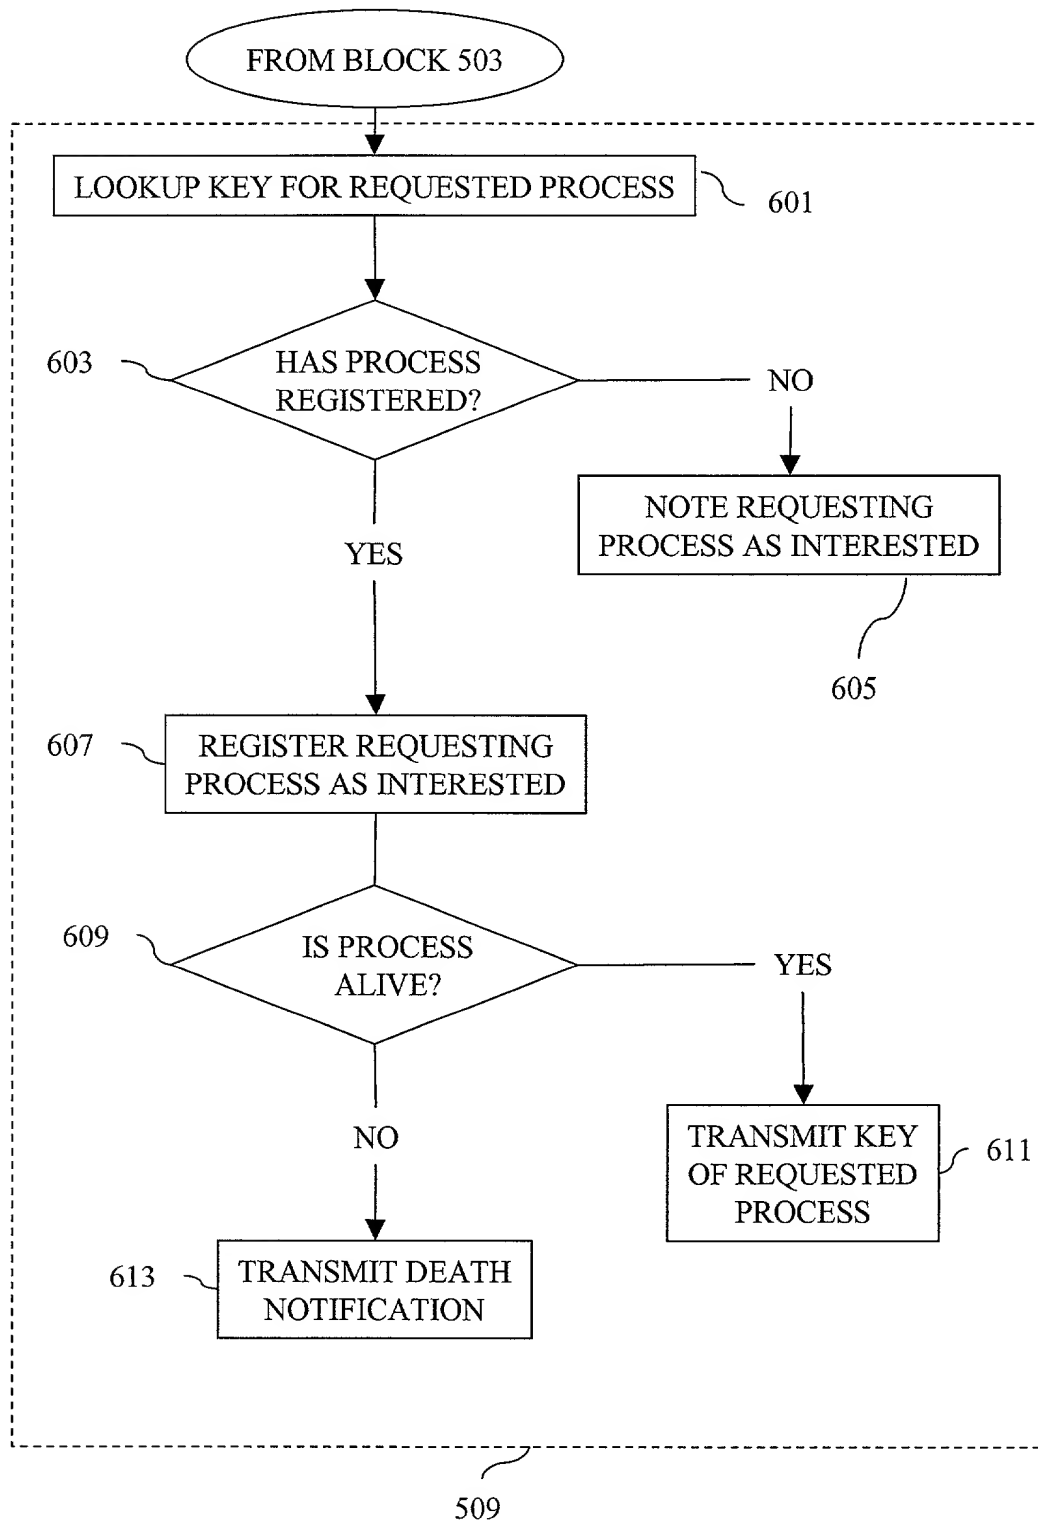 FROM BLOCK 503
LOOKUP KEY FOR REQUESTED PROCESS
601
603
HAS PROCESS
REGISTERED?
NO
NOTE REQUESTING
PROCESS AS INTERESTED
YES
605
607
REGISTER REQUESTING
PROCESS AS INTERESTED
609
IS PROCESS
ALIVE?
YES
NO
TRANSMIT KEY
OF REQUESTED
PROCESS
611
613
TRANSMIT DEATH
NOTIFICATION
509